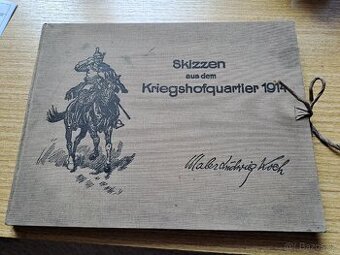 Skizzen
aus dem
Kriegshofquartier 1914
Maler Ludwig Koch